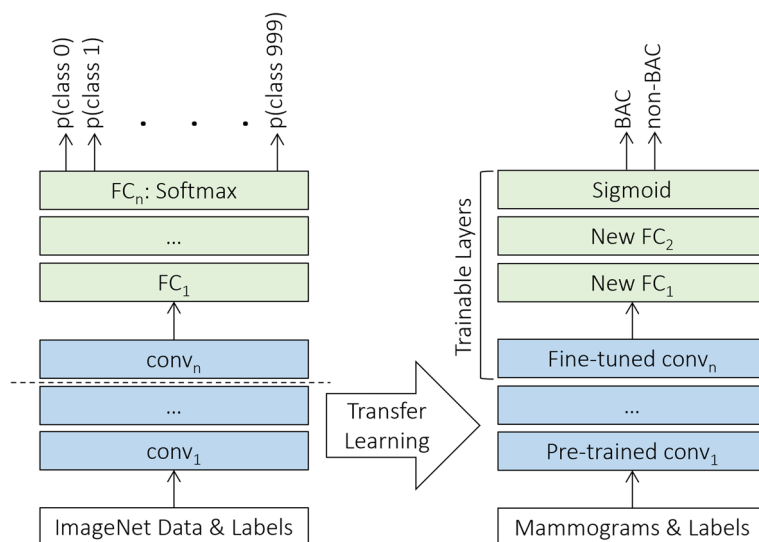 p(class 0)
p(class 1)
. . .
p(class 999)
FCₙ: Softmax
...
FC₁
convₙ
...
conv₁
ImageNet Data & Labels
Transfer
Learning
BAC
non-BAC
Trainable Layers
Sigmoid
New FC₂
New FC₁
Fine-tuned convₙ
...
Pre-trained conv₁
Mammograms & Labels